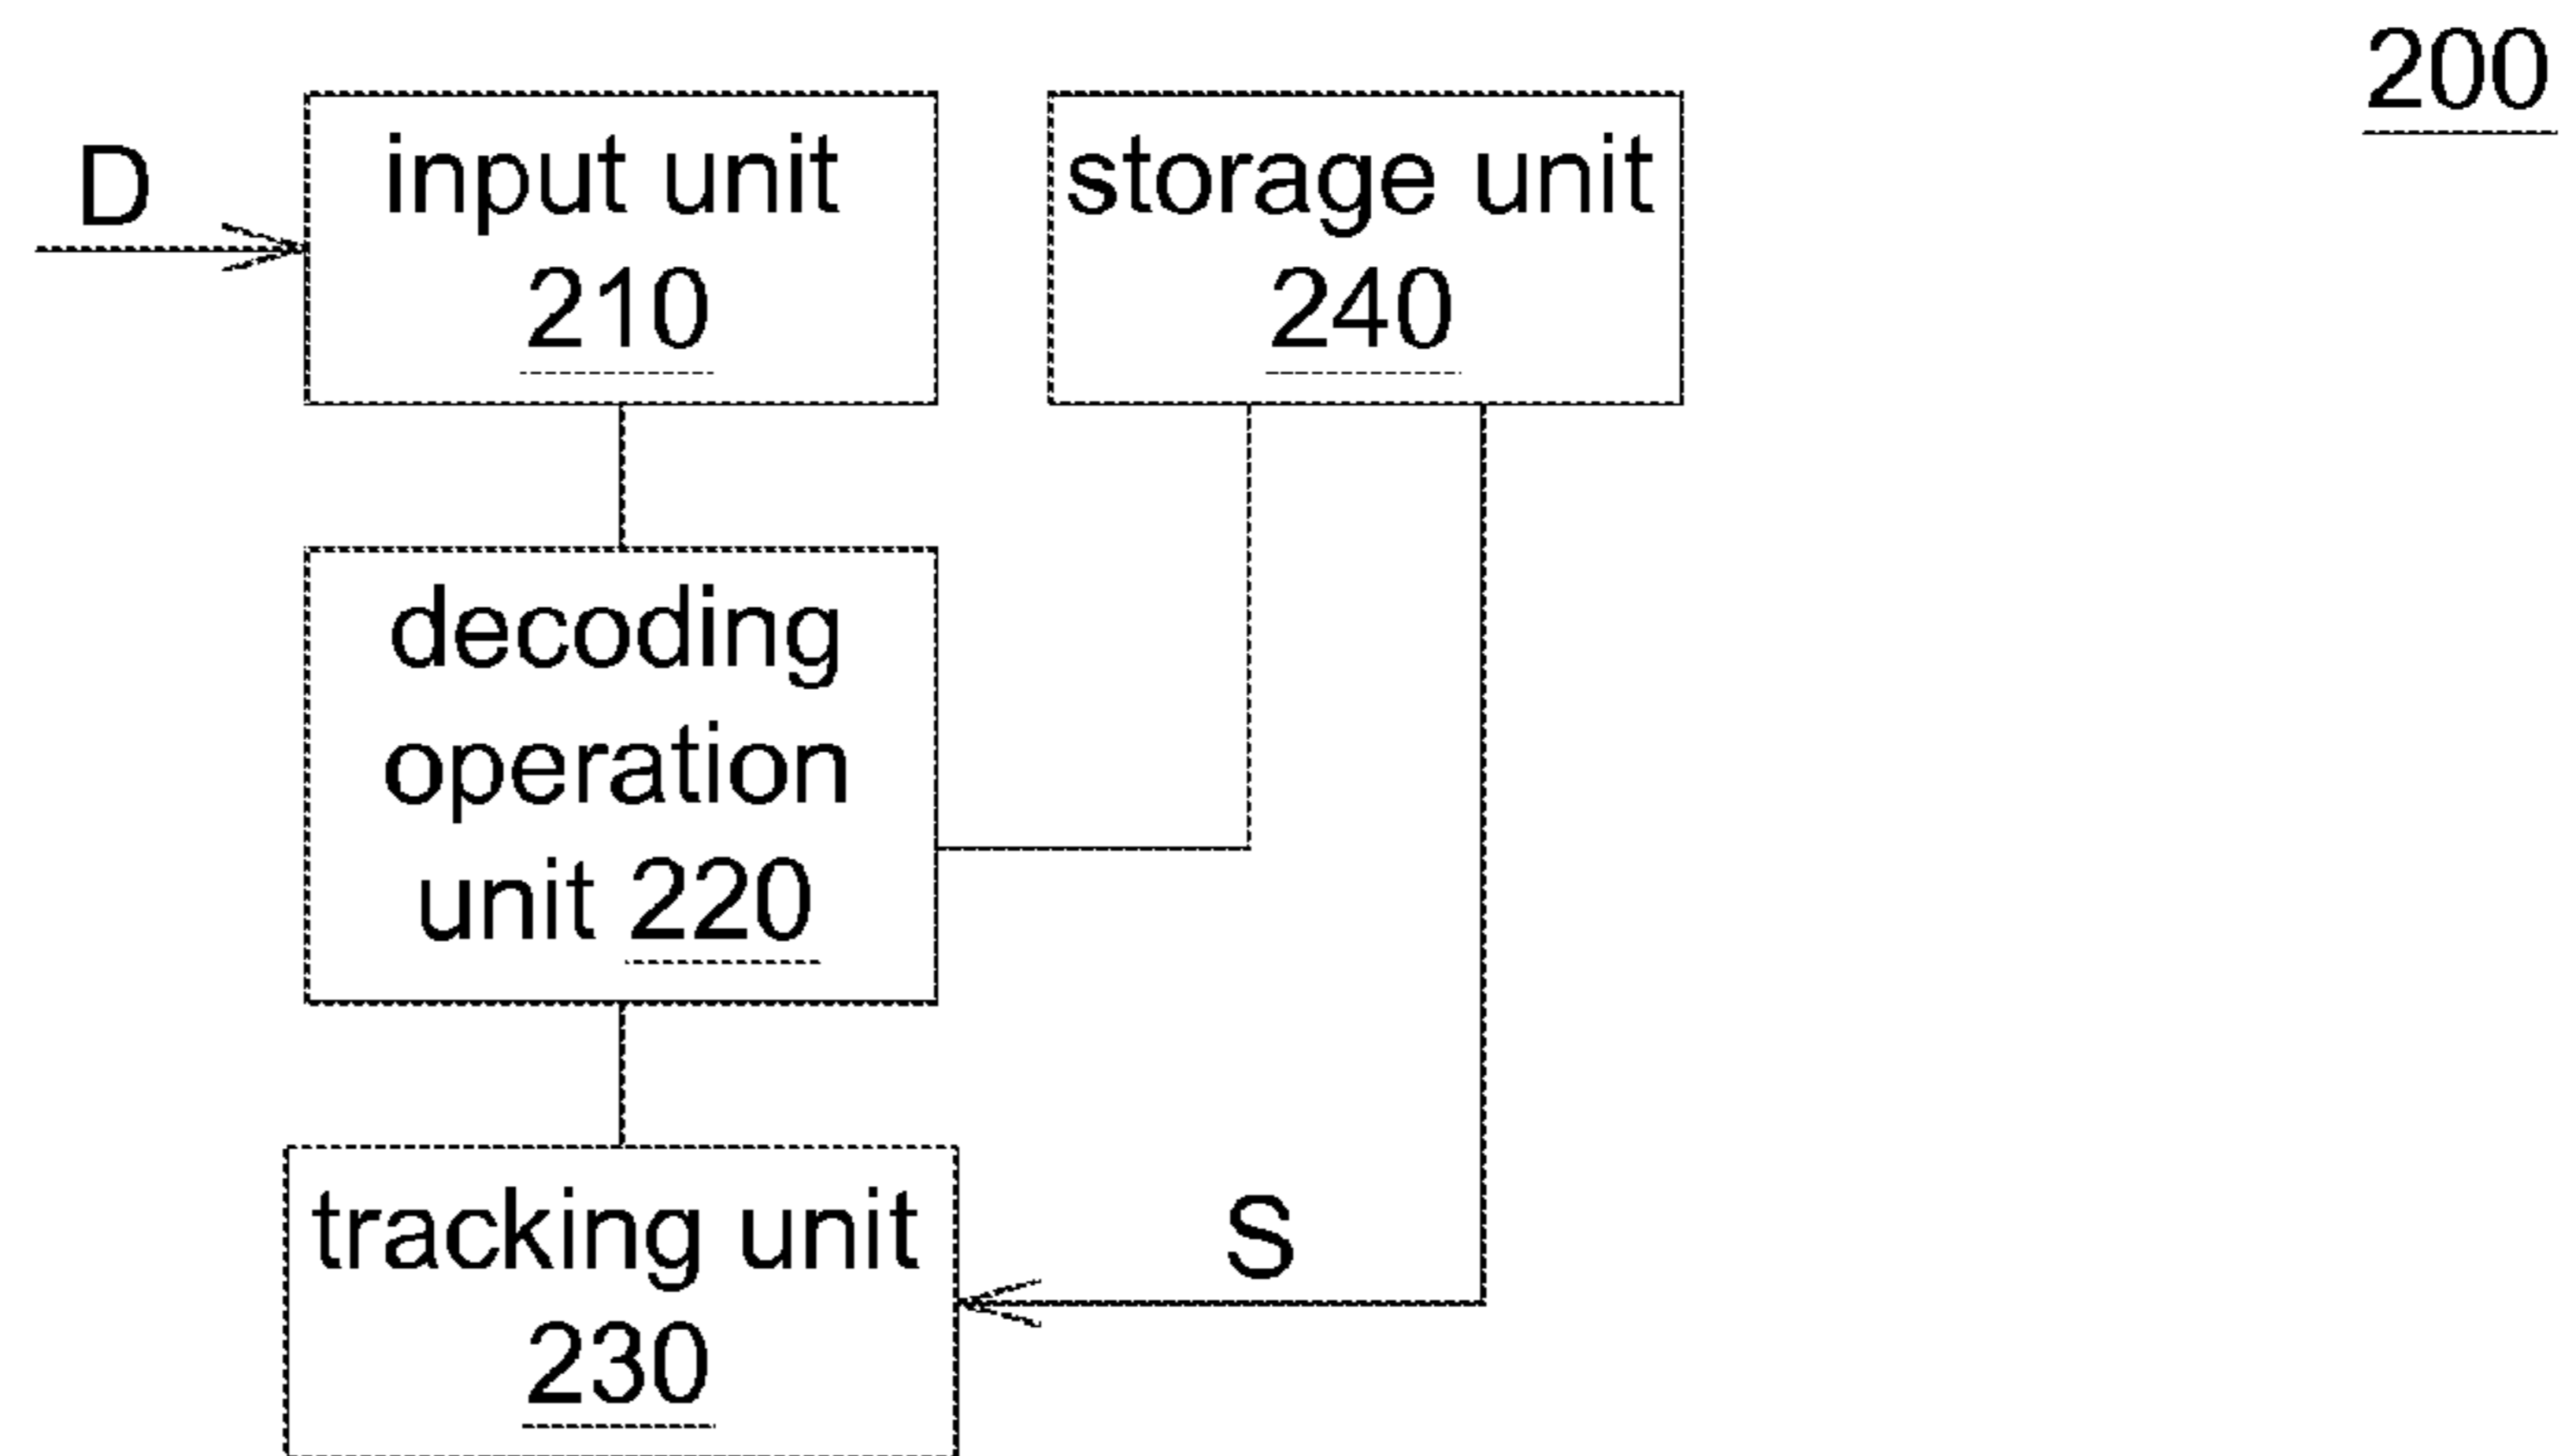 200
D
input unit
210
storage unit
240
decoding
operation
unit 220
tracking unit
230
S